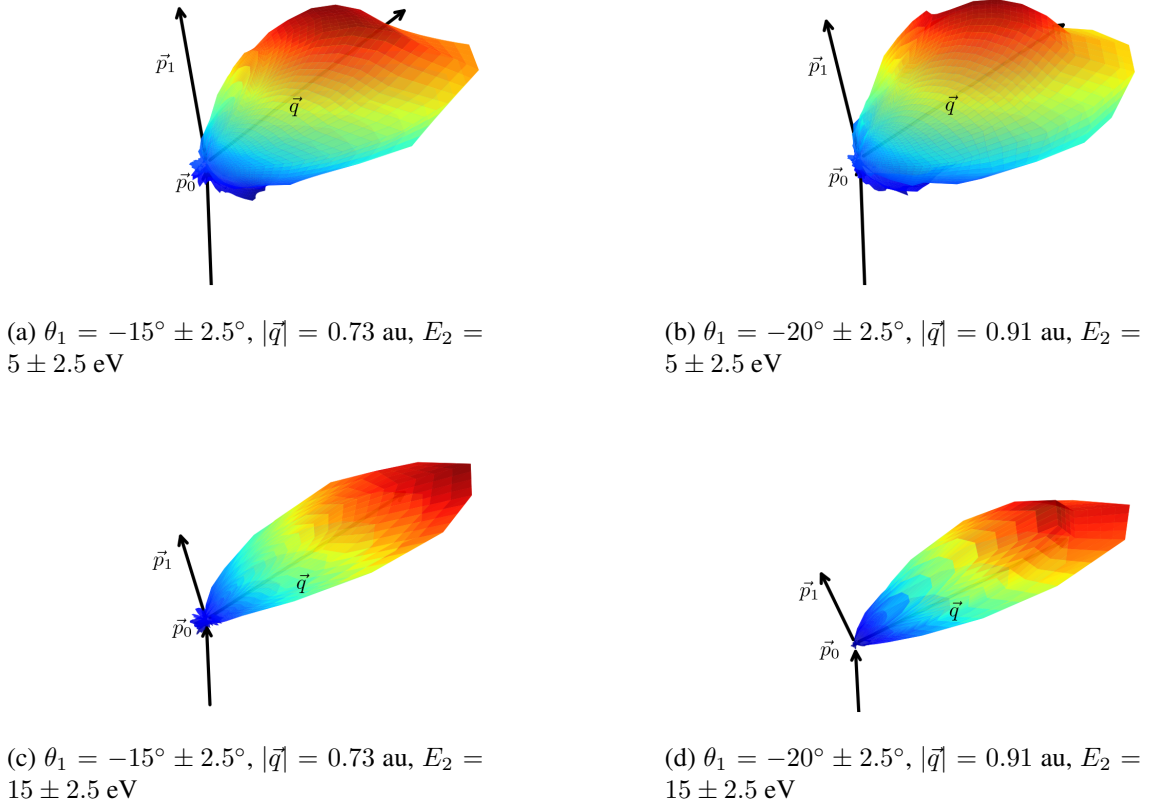 p⃗₁
q⃗
p⃗₀
p⃗₁
q⃗
p⃗₀
(a) θ₁ = −15° ± 2.5°, |q⃗| = 0.73 au, E₂ =
5 ± 2.5 eV
(b) θ₁ = −20° ± 2.5°, |q⃗| = 0.91 au, E₂ =
5 ± 2.5 eV
p⃗₁
q⃗
p⃗₀
p⃗₁
q⃗
p⃗₀
(c) θ₁ = −15° ± 2.5°, |q⃗| = 0.73 au, E₂ =
15 ± 2.5 eV
(d) θ₁ = −20° ± 2.5°, |q⃗| = 0.91 au, E₂ =
15 ± 2.5 eV